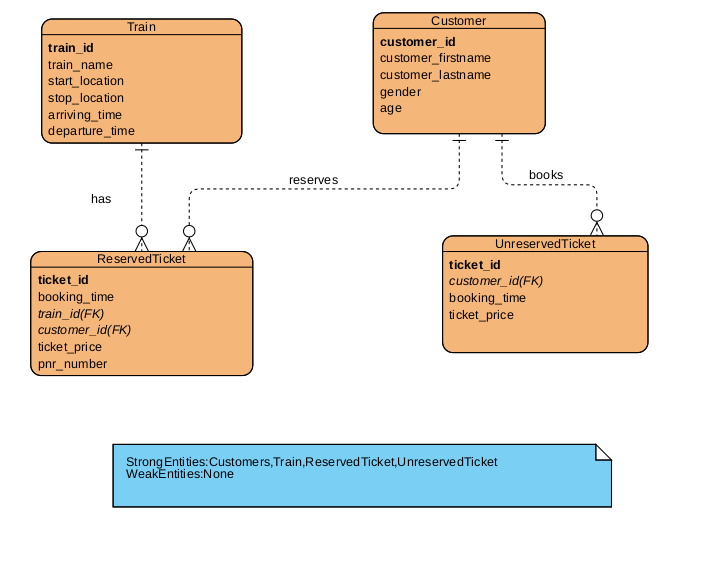 Train
train_id
train_name
start_location
stop_location
arriving_time
departure_time
Customer
customer_id
customer_firstname
customer_lastname
gender
age
has
reserves
books
ReservedTicket
ticket_id
booking_time
train_id(FK)
customer_id(FK)
ticket_price
pnr_number
UnreservedTicket
ticket_id
customer_id(FK)
booking_time
ticket_price
StrongEntities:Customers,Train,ReservedTicket,UnreservedTicket
WeakEntities:None